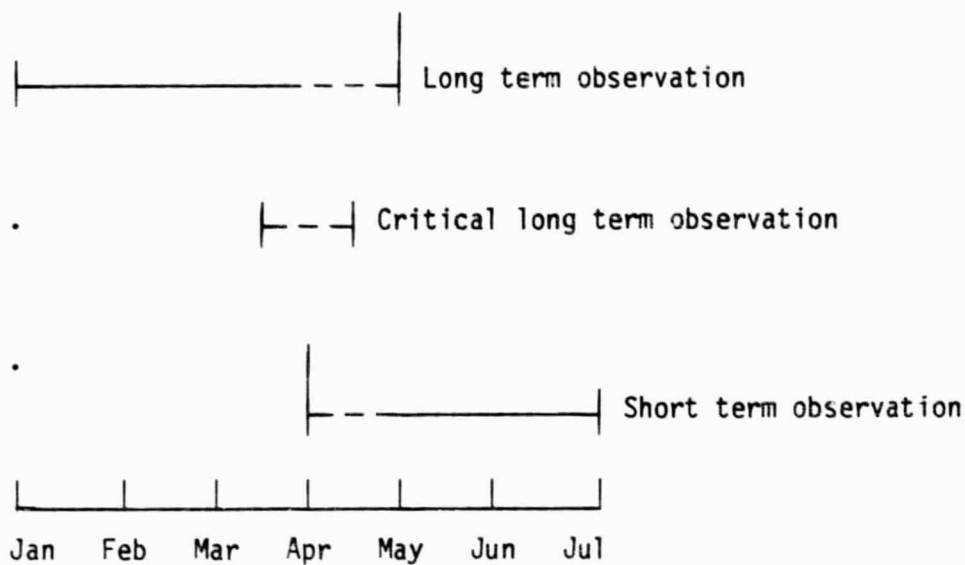 Long term observation
Critical long term observation
Short term observation
Jan Feb Mar Apr May Jun Jul